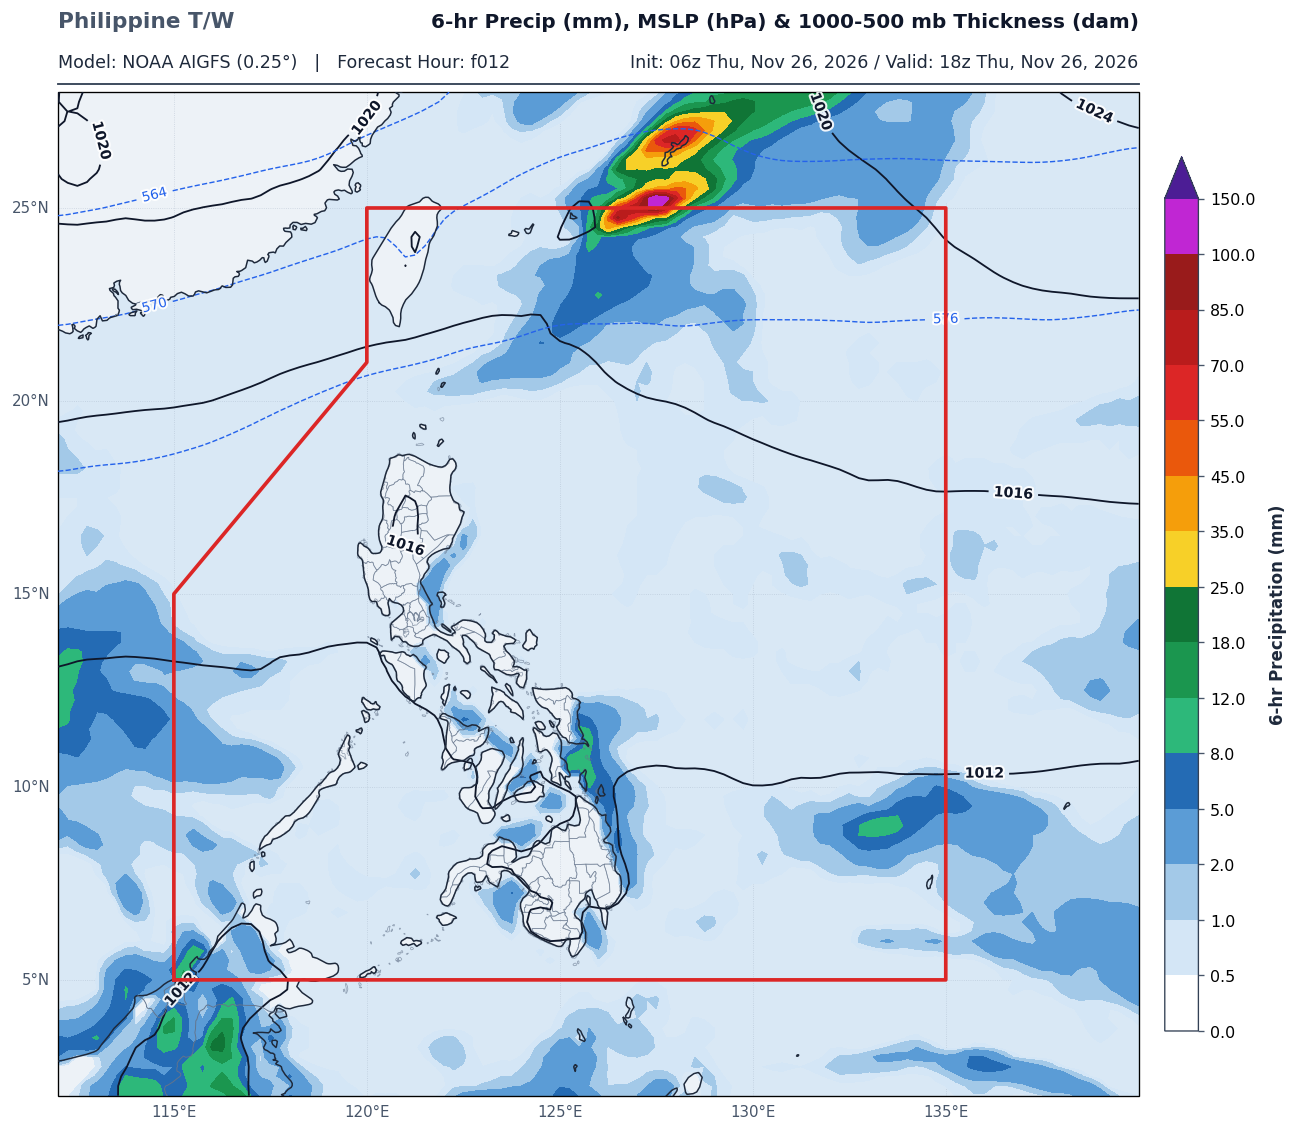 Philippine T/W
6-hr Precip (mm), MSLP (hPa) & 1000-500 mb Thickness (dam)
Model: NOAA AIGFS (0.25°) | Forecast Hour: f012
Init: 06z Thu, Nov 26, 2026 / Valid: 18z Thu, Nov 26, 2026
1020
1020
1020
1024
564
570
576
1016
1016
1012
1012
25°N
20°N
15°N
10°N
5°N
115°E
120°E
125°E
130°E
135°E
150.0
100.0
85.0
70.0
55.0
45.0
35.0
25.0
18.0
12.0
8.0
5.0
2.0
1.0
0.5
0.0
6-hr Precipitation (mm)